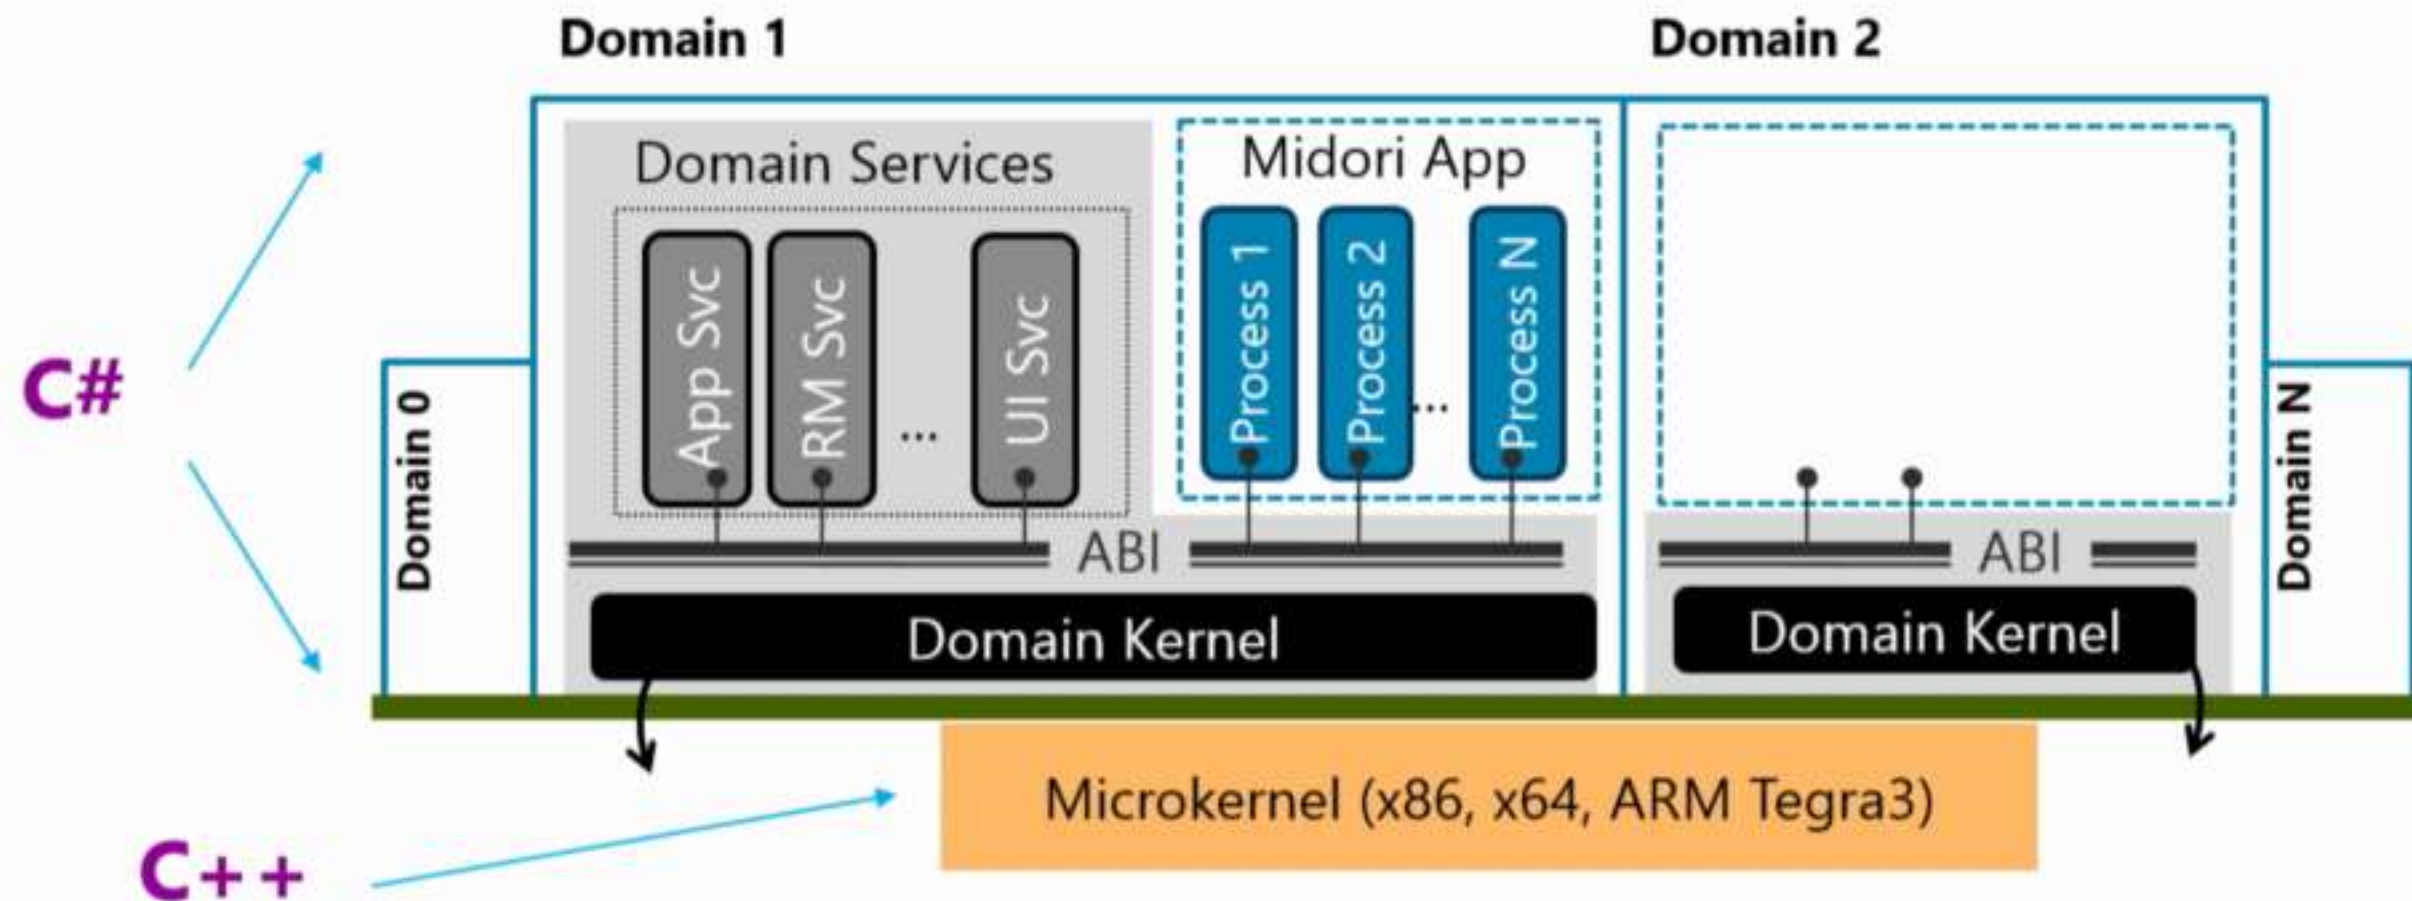 Domain 1
Domain 2
Domain Services
Midori App
App Svc
RM Svc
...
UI Svc
Process 1
Process 2
...
Process N
C#
Domain 0
Domain N
ABI
ABI
Domain Kernel
Domain Kernel
Microkernel (x86, x64, ARM Tegra3)
C++